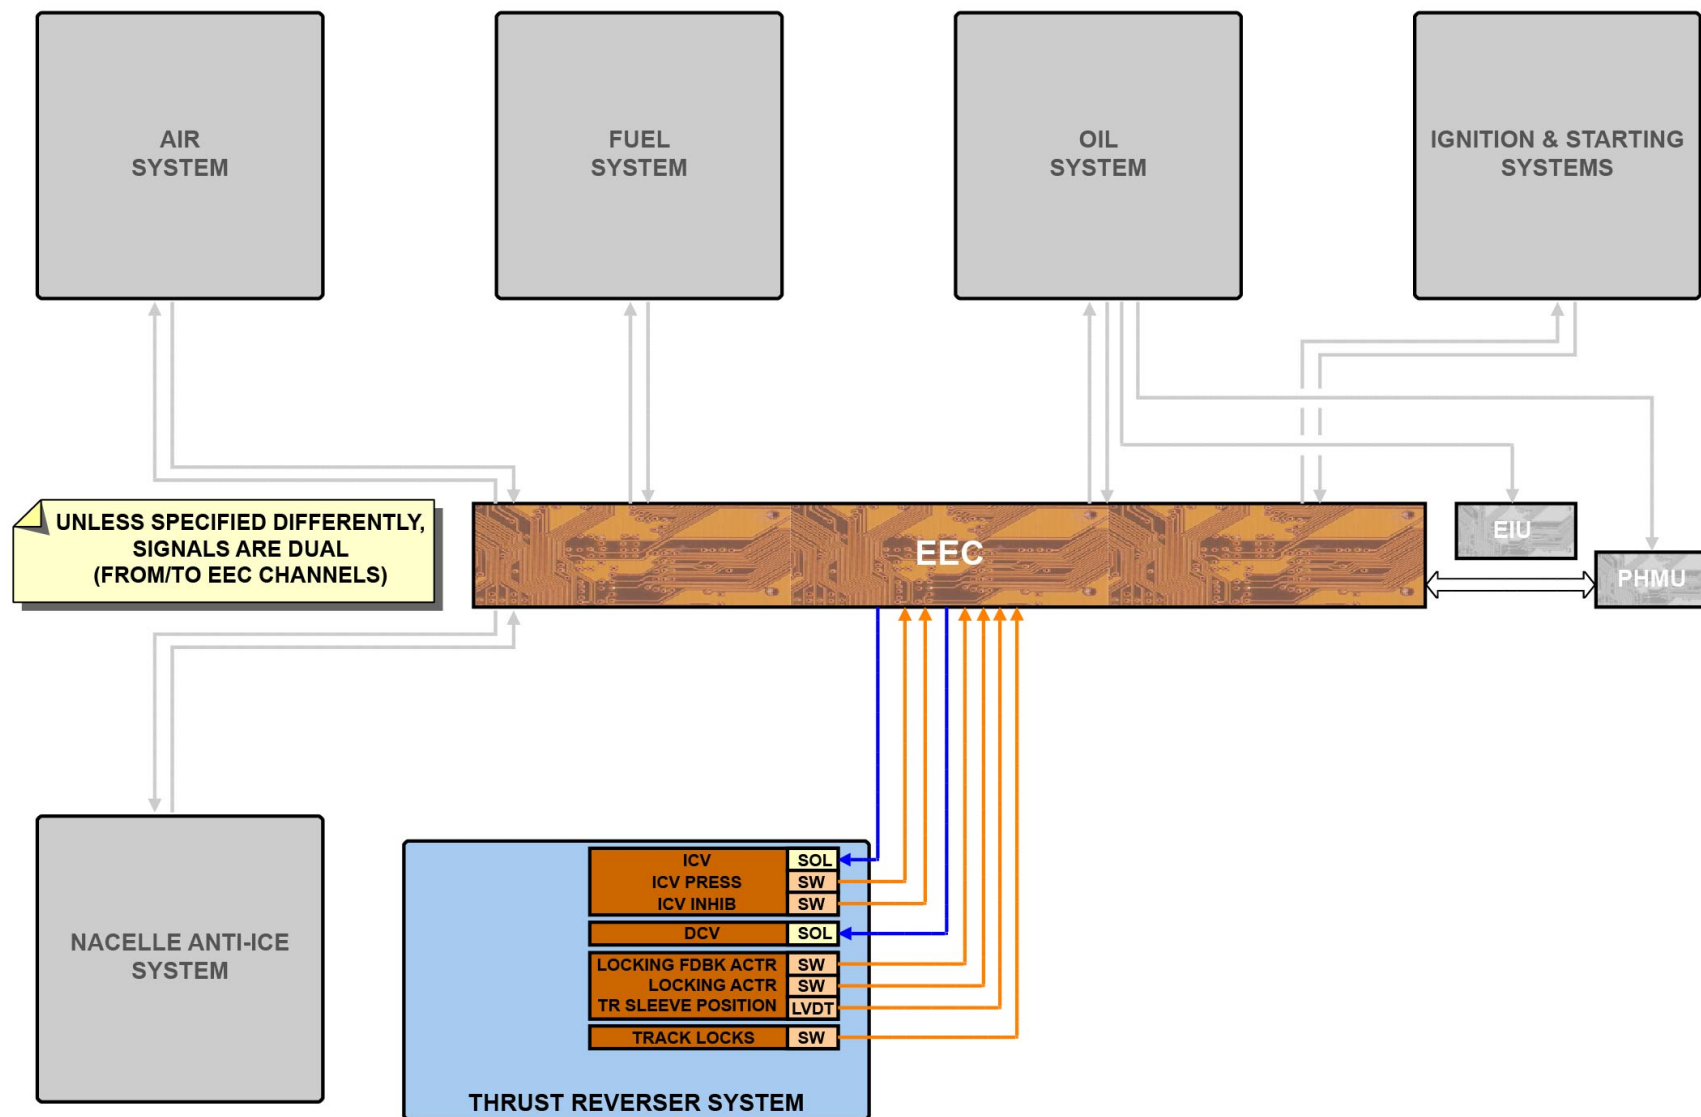 AIR
SYSTEM
FUEL
SYSTEM
OIL
SYSTEM
IGNITION & STARTING
SYSTEMS
UNLESS SPECIFIED DIFFERENTLY,
SIGNALS ARE DUAL
(FROM/TO EEC CHANNELS)
EEC
EIU
PHMU
NACELLE ANTI-ICE
SYSTEM
ICV SOL
ICV PRESS SW
ICV INHIB SW
DCV SOL
LOCKING FDBK ACTR SW
LOCKING ACTR SW
TR SLEEVE POSITION LVDT
TRACK LOCKS SW
THRUST REVERSER SYSTEM